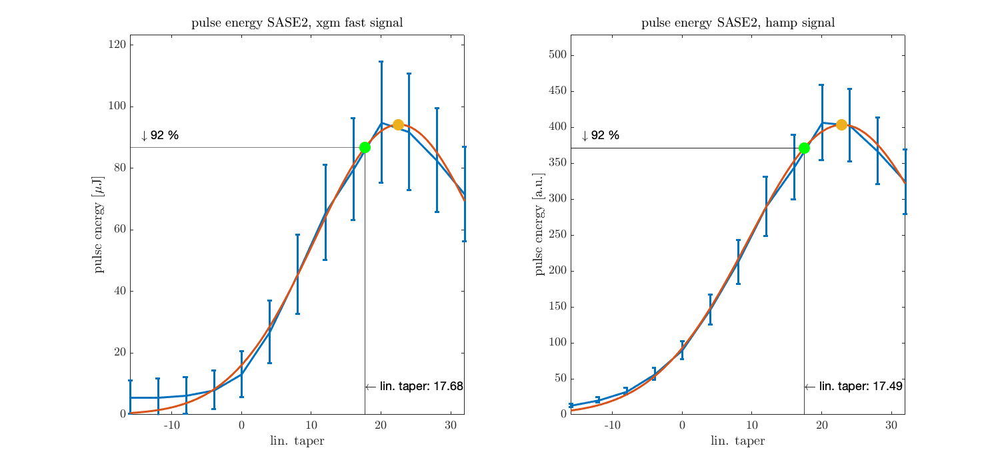 pulse energy SASE2, xgm fast signal
120
100
80
60
40
20
0
pulse energy [μJ]
↓ 92 %
← lin. taper: 17.68
-10 0 10 20 30
lin. taper
pulse energy SASE2, hamp signal
500
450
400
350
300
250
200
150
100
50
0
pulse energy [a.u.]
↓ 92 %
← lin. taper: 17.49
-10 0 10 20 30
lin. taper